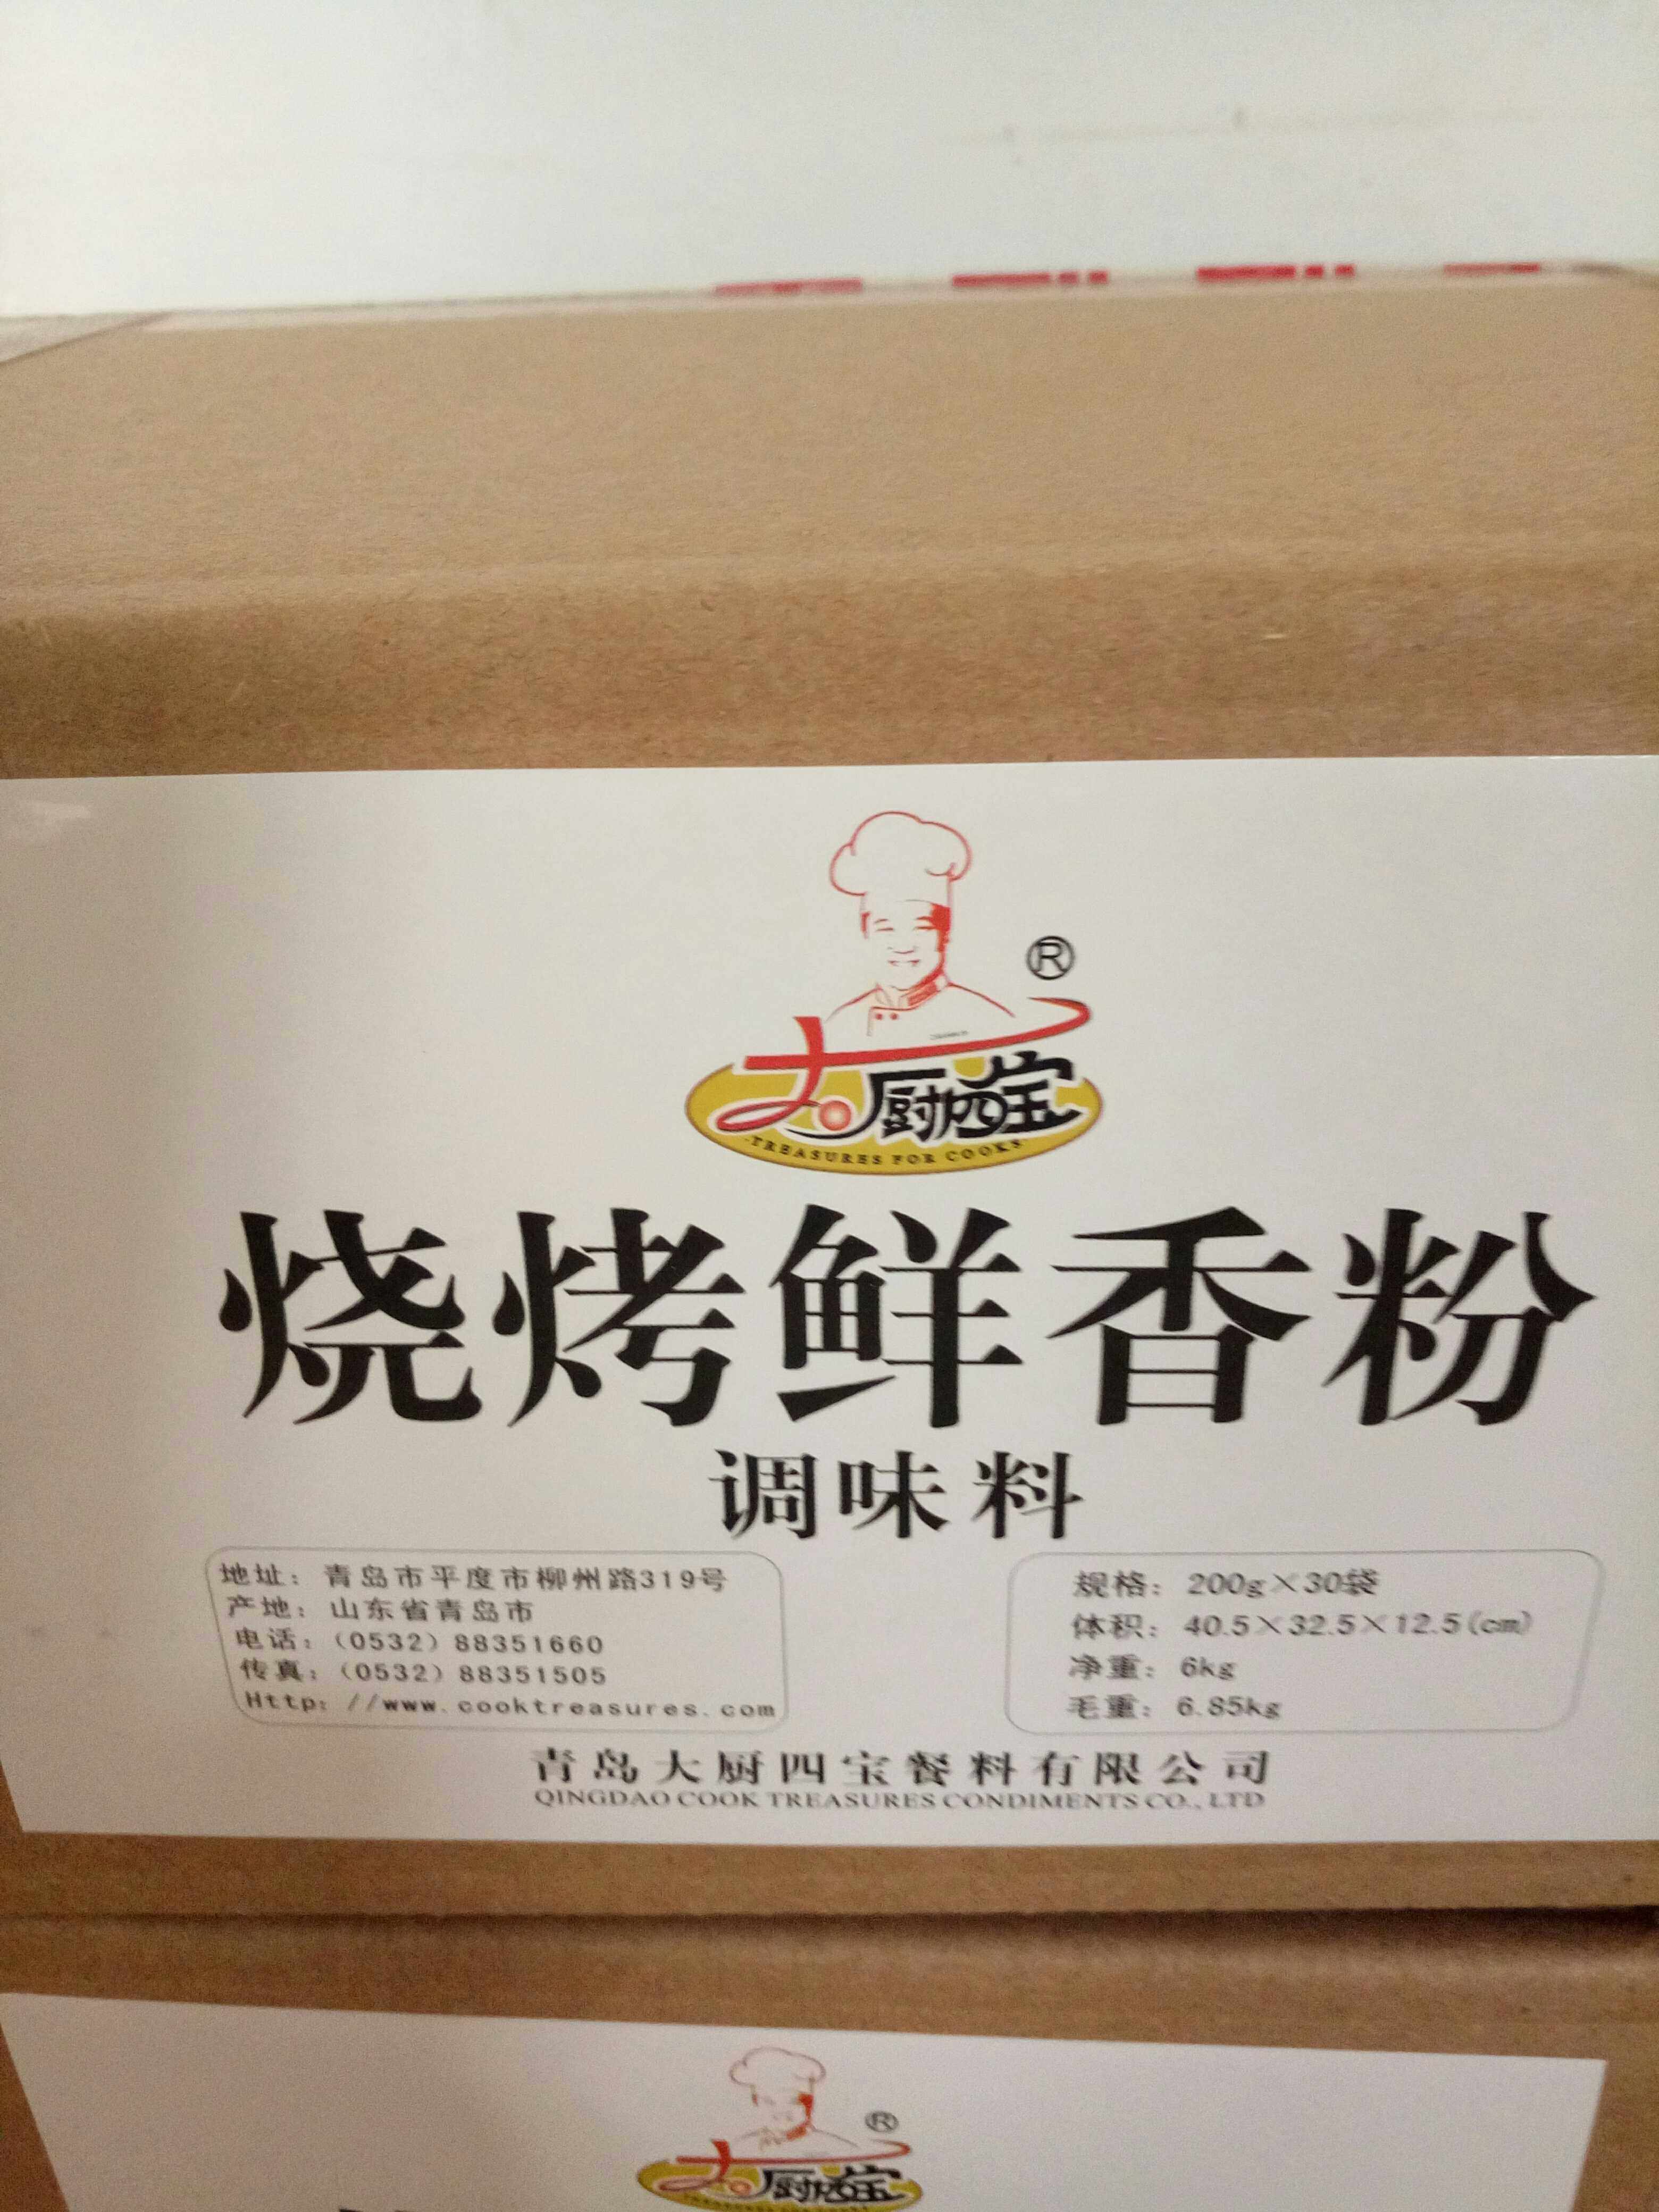 ®
大厨四宝
·TREASURES FOR COOKS·
烧烤鲜香粉
调味料
地址：青岛市平度市柳州路319号
产地：山东省青岛市
电话：（0532）88351660
传真：（0532）88351505
Http：//www.cooktreasures.com
规格：200g×30袋
体积：40.5×32.5×12.5(cm)
净重：6kg
毛重：6.85kg
青岛大厨四宝餐料有限公司
QINGDAO COOK TREASURES CONDIMENTS CO., LTD
®
大厨四宝